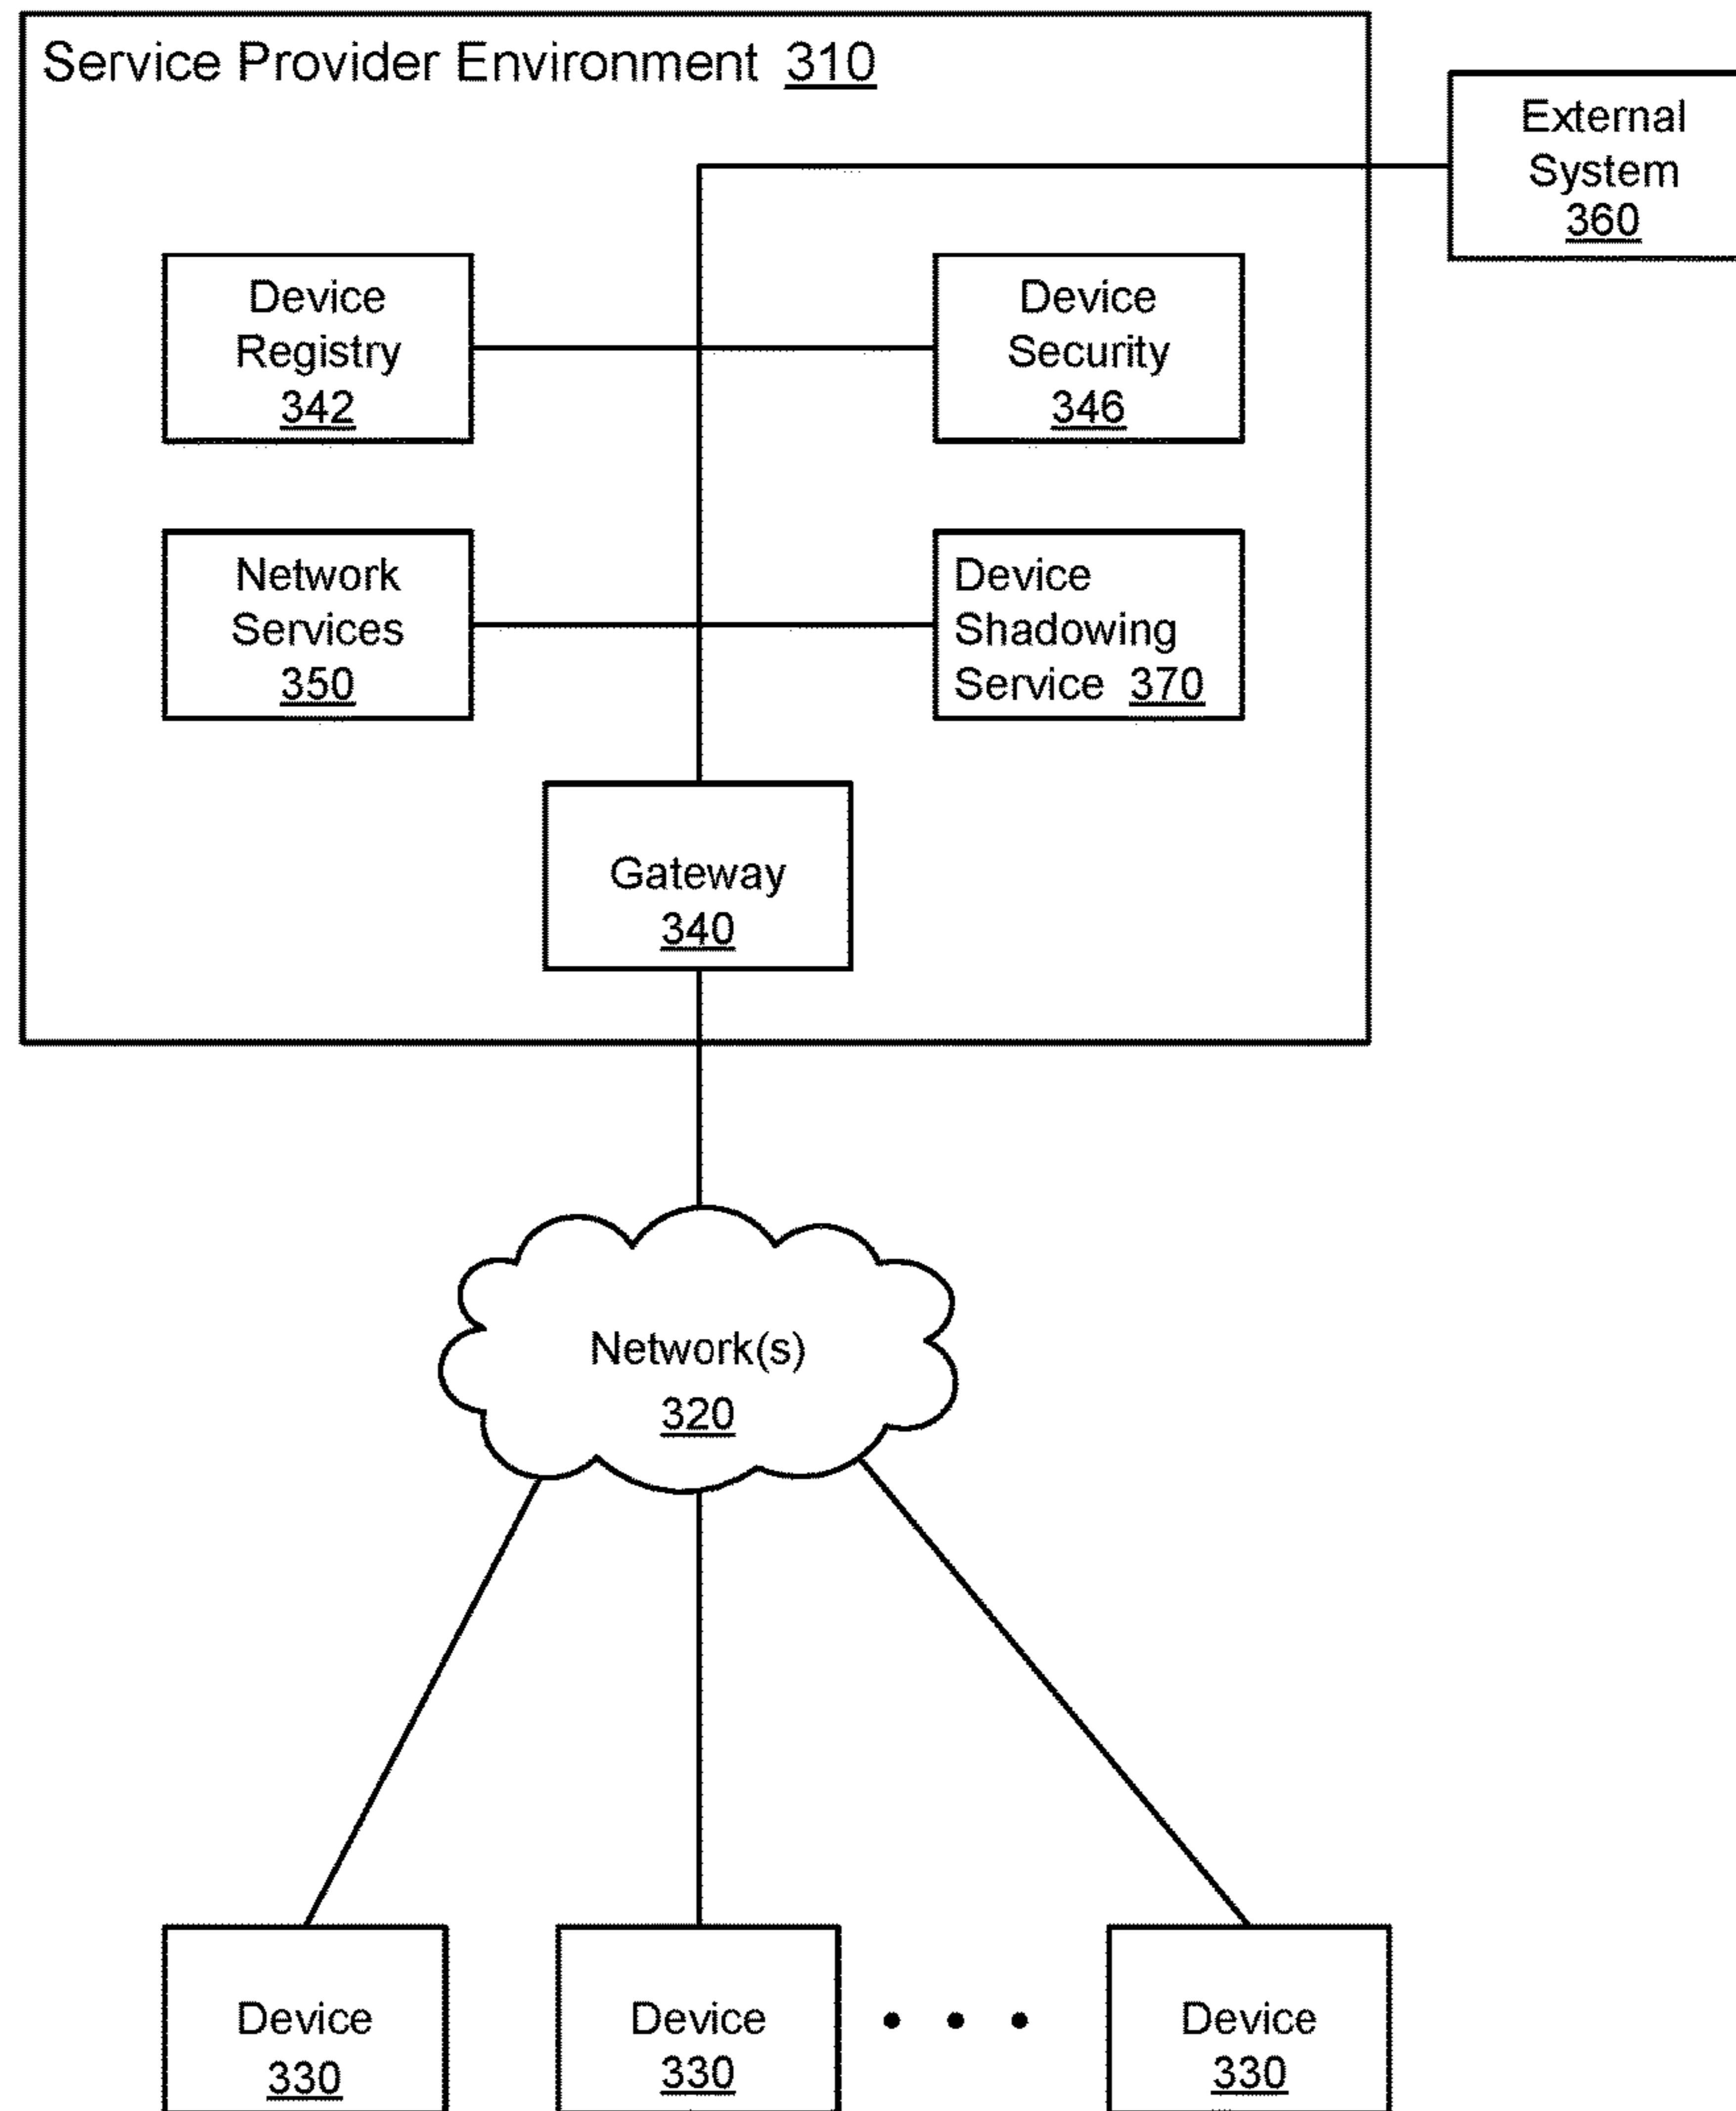 Service Provider Environment 310
External
System
360
Device
Registry
342
Device
Security
346
Network
Services
350
Device
Shadowing
Service 370
Gateway
340
Network(s)
320
Device
330
Device
330
Device
330